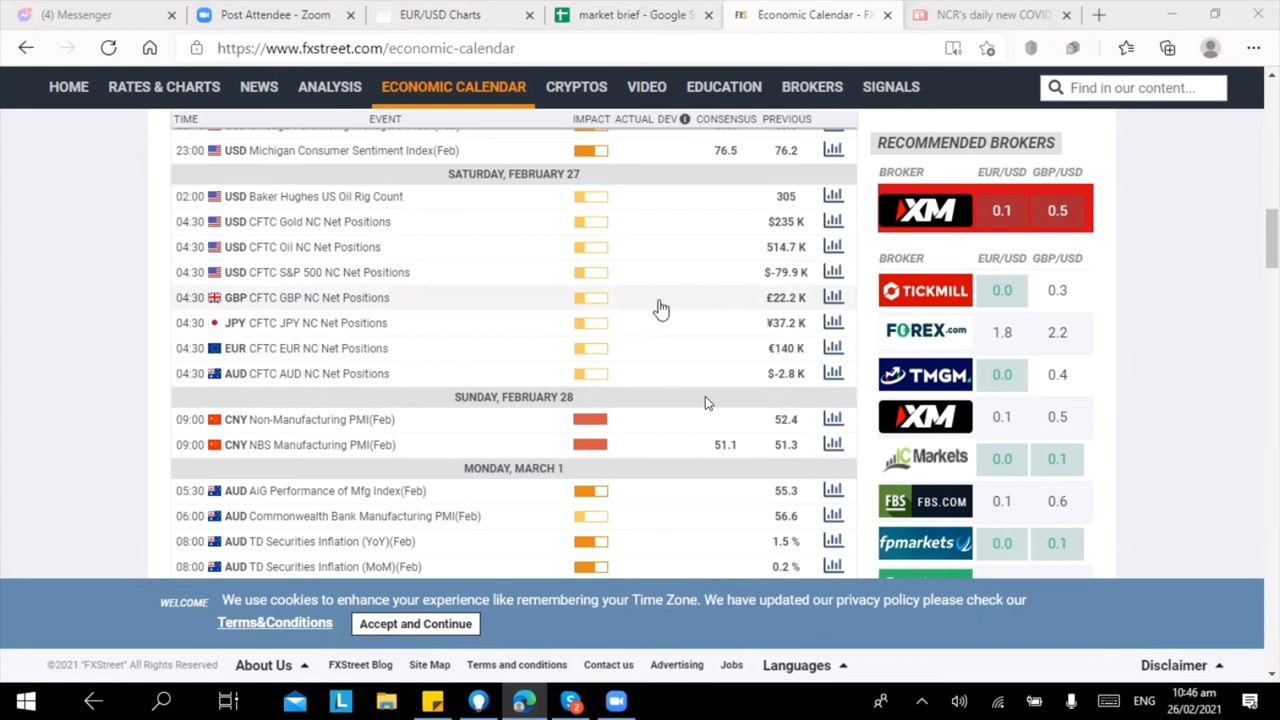 (4) Messenger
Post Attendee - Zoom
EUR/USD Charts
market brief - Google S
FXS Economic Calendar - F
NCR's daily new COVID
https://www.fxstreet.com/economic-calendar
HOME RATES & CHARTS NEWS ANALYSIS ECONOMIC CALENDAR CRYPTOS VIDEO EDUCATION BROKERS SIGNALS
Find in our content...
TIME EVENT IMPACT ACTUAL DEV CONSENSUS PREVIOUS
23:00 USD Michigan Consumer Sentiment Index(Feb) 76.5 76.2
SATURDAY, FEBRUARY 27
02:00 USD Baker Hughes US Oil Rig Count 305
04:30 USD CFTC Gold NC Net Positions $235 K
04:30 USD CFTC Oil NC Net Positions 514.7 K
04:30 USD CFTC S&P 500 NC Net Positions $-79.9 K
04:30 GBP CFTC GBP NC Net Positions £22.2 K
04:30 JPY CFTC JPY NC Net Positions ¥37.2 K
04:30 EUR CFTC EUR NC Net Positions €140 K
04:30 AUD CFTC AUD NC Net Positions $-2.8 K
SUNDAY, FEBRUARY 28
09:00 CNY Non-Manufacturing PMI(Feb) 52.4
09:00 CNY NBS Manufacturing PMI(Feb) 51.1 51.3
MONDAY, MARCH 1
05:30 AUD AiG Performance of Mfg Index(Feb) 55.3
06:00 AUD Commonwealth Bank Manufacturing PMI(Feb) 56.6
08:00 AUD TD Securities Inflation (YoY)(Feb) 1.5 %
08:00 AUD TD Securities Inflation (MoM)(Feb) 0.2 %
RECOMMENDED BROKERS
BROKER EUR/USD GBP/USD
XM 0.1 0.5
BROKER EUR/USD GBP/USD
TICKMILL 0.0 0.3
FOREX.com 1.8 2.2
TMGM 0.0 0.4
XM 0.1 0.5
IC Markets 0.0 0.1
FBS FBS.COM 0.1 0.6
fpmarkets 0.0 0.1
WELCOME We use cookies to enhance your experience like remembering your Time Zone. We have updated our privacy policy please check our
Terms&Conditions Accept and Continue
©2021 "FXStreet" All Rights Reserved About Us FXStreet Blog Site Map Terms and conditions Contact us Advertising Jobs Languages Disclaimer
L 2 ENG 10:46 am
26/02/2021